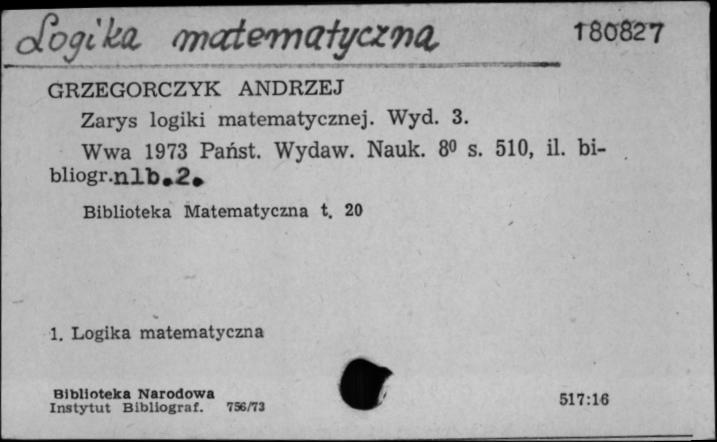 Logika matematyczna 180827
GRZEGORCZYK ANDRZEJ
Zarys logiki matematycznej. Wyd. 3.
Wwa 1973 Państ. Wydaw. Nauk. 8⁰ s. 510, il. bi-
bliogr.nlb.2.
Biblioteka Matematyczna t. 20
1. Logika matematyczna
Biblioteka Narodowa
Instytut Bibliograf. 756/73 517:16